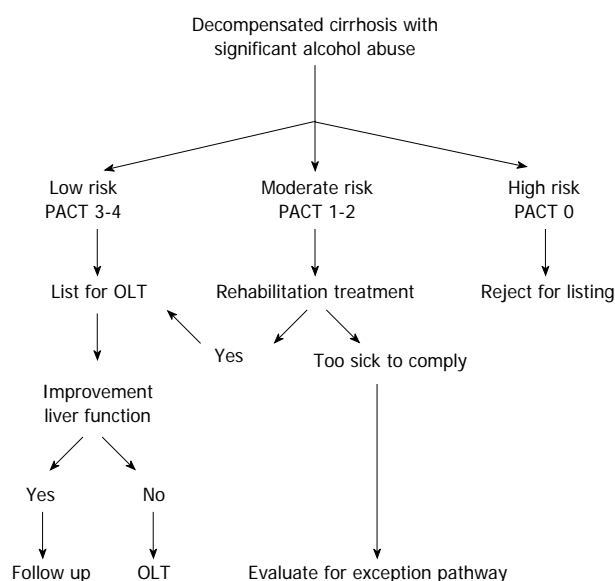 Decompensated cirrhosis with
significant alcohol abuse
Low risk
PACT 3-4
Moderate risk
PACT 1-2
High risk
PACT 0
List for OLT
Rehabilitation treatment
Reject for listing
Yes
Too sick to comply
Improvement
liver function
Yes
No
Follow up
OLT
Evaluate for exception pathway